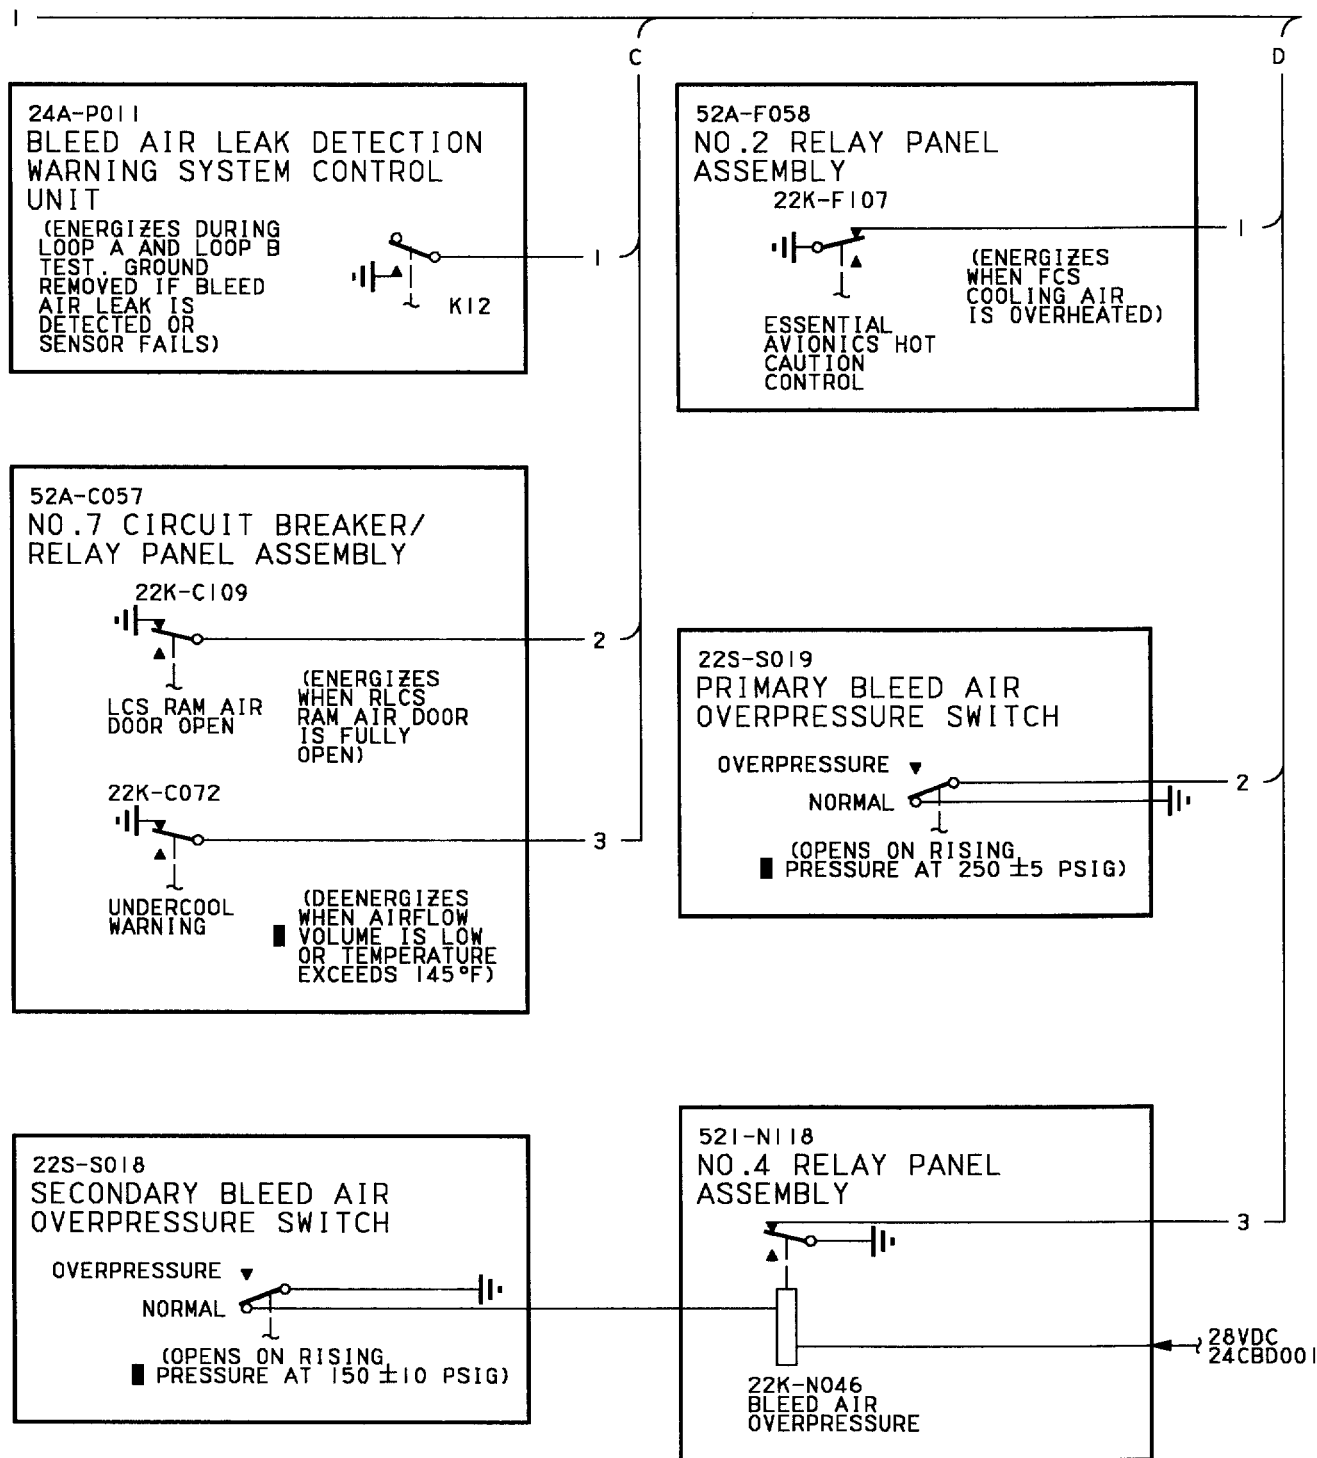 1
C
D
24A-P011
BLEED AIR LEAK DETECTION
WARNING SYSTEM CONTROL
UNIT
(ENERGIZES DURING
LOOP A AND LOOP B
TEST. GROUND
REMOVED IF BLEED
AIR LEAK IS
DETECTED OR
SENSOR FAILS)
K12
1
52A-F058
NO.2 RELAY PANEL
ASSEMBLY
22K-F107
1
(ENERGIZES
WHEN FCS
COOLING AIR
IS OVERHEATED)
ESSENTIAL
AVIONICS HOT
CAUTION
CONTROL
52A-C057
NO.7 CIRCUIT BREAKER/
RELAY PANEL ASSEMBLY
22K-C109
2
LCS RAM AIR
DOOR OPEN
(ENERGIZES
WHEN RLCS
RAM AIR DOOR
IS FULLY
OPEN)
22K-C072
3
UNDERCOOL
WARNING
(DEENERGIZES
WHEN AIRFLOW
VOLUME IS LOW
OR TEMPERATURE
EXCEEDS 145°F)
22S-S019
PRIMARY BLEED AIR
OVERPRESSURE SWITCH
OVERPRESSURE
NORMAL
2
(OPENS ON RISING
PRESSURE AT 250 ±5 PSIG)
22S-S018
SECONDARY BLEED AIR
OVERPRESSURE SWITCH
OVERPRESSURE
NORMAL
(OPENS ON RISING
PRESSURE AT 150 ±10 PSIG)
521-N118
NO.4 RELAY PANEL
ASSEMBLY
3
28VDC
24CBD001
22K-N046
BLEED AIR
OVERPRESSURE